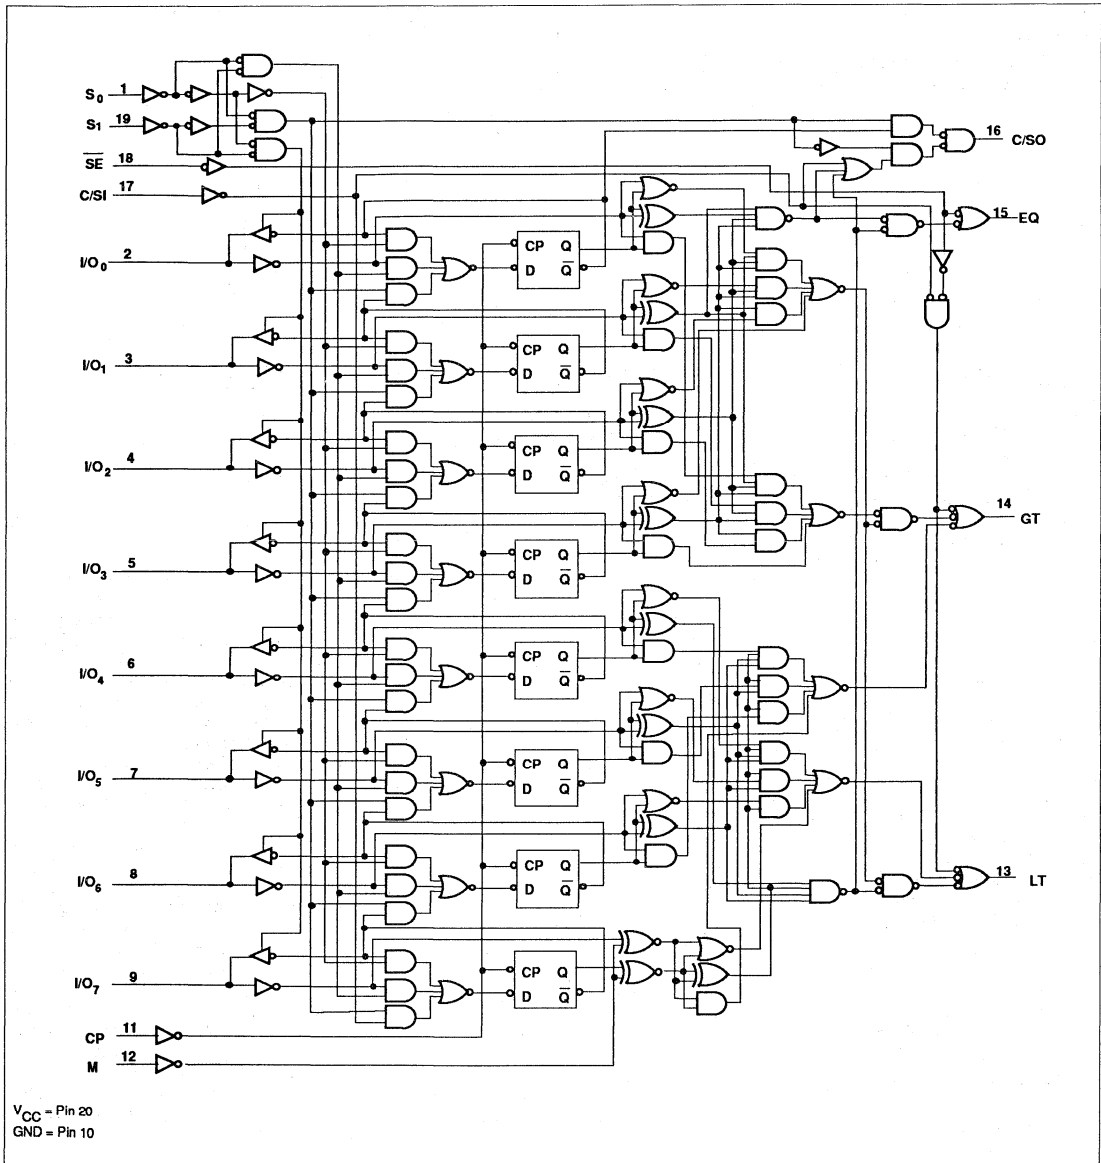 S0 1
S1 19
SE 18
C/SI 17
16 C/SO
15 EQ
I/O0 2
CP Q
D Q
I/O1 3
CP Q
D Q
I/O2 4
CP Q
D Q
14 GT
I/O3 5
CP Q
D Q
I/O4 6
CP Q
D Q
I/O5 7
CP Q
D Q
I/O6 8
CP Q
D Q
13 LT
I/O7 9
CP Q
D Q
CP 11
M 12
VCC = Pin 20
GND = Pin 10